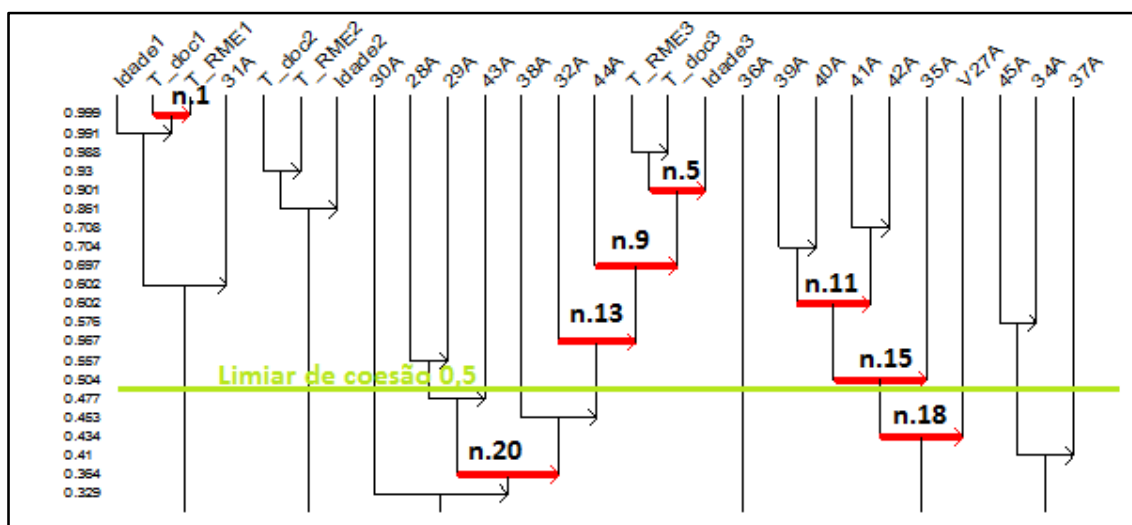 Idade1 T_doc1 T_RME1 31A T_doc2 T_RME2 Idade2 30A 28A 29A 43A 38A 32A 44A T_RME3 T_doc3 Idade3 36A 39A 40A 41A 42A 35A V27A 45A 34A 37A
n.1
0.999
0.991
0.988
0.93
n.5
0.901
0.861
0.708
n.9
0.704
0.697
0.602
n.11
0.602
n.13
0.576
0.567
0.557
n.15
Limiar de coesão 0,5
0.504
0.477
n.18
0.453
0.434
n.20
0.41
0.364
0.329